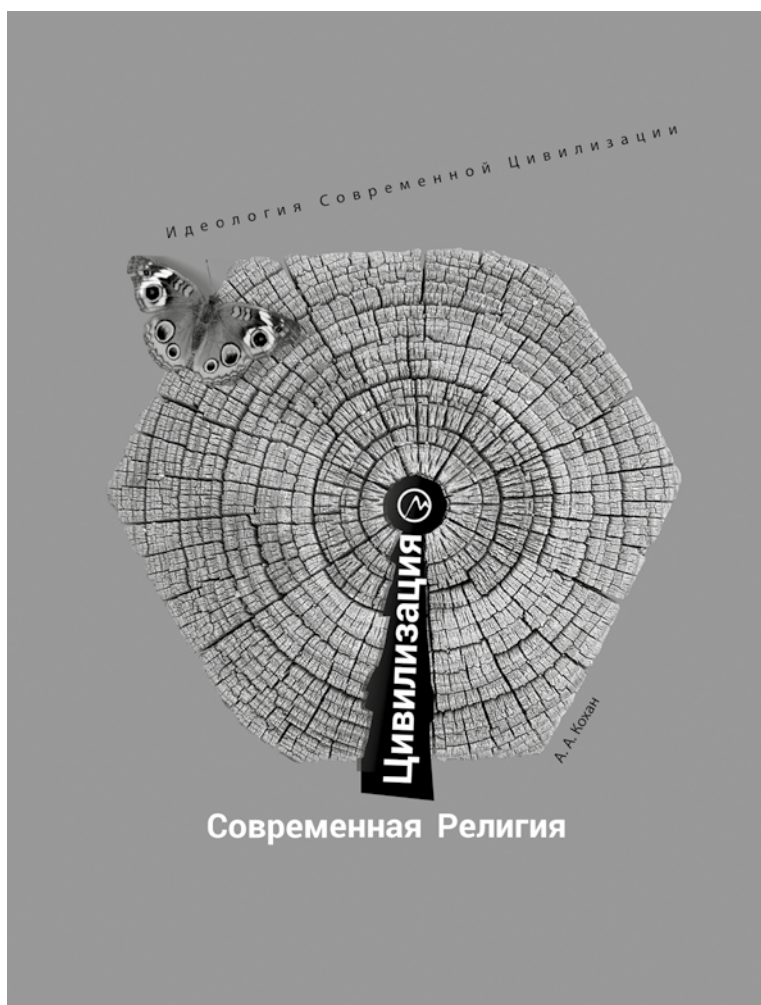 Идеология Современной Цивилизации
Цивилизация
А. А. Кохан
Современная Религия